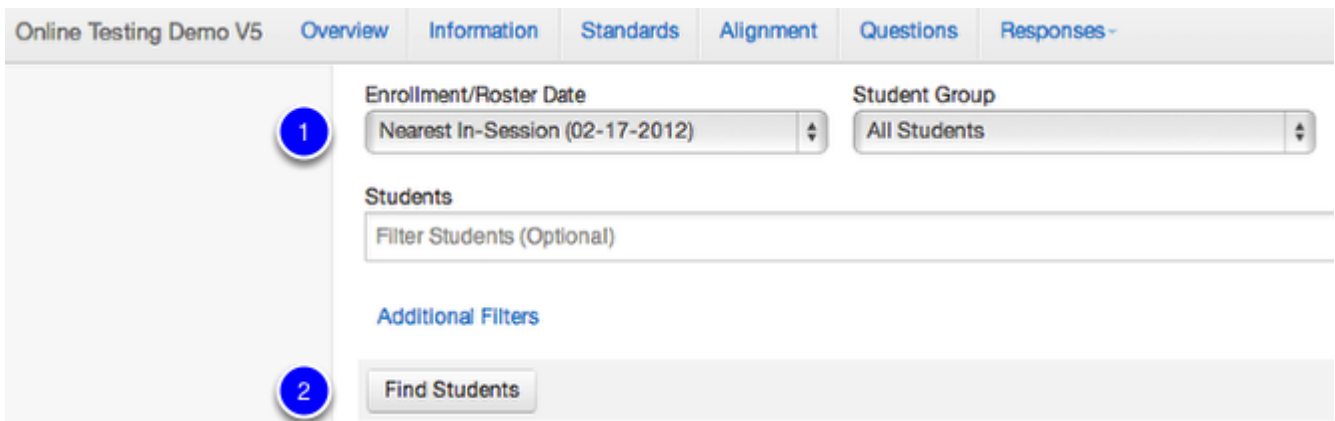 Online Testing Demo V5 Overview Information Standards Alignment Questions Responses
Enrollment/Roster Date Student Group
1 Nearest In-Session (02-17-2012) All Students
Students
Filter Students (Optional)
Additional Filters
2 Find Students